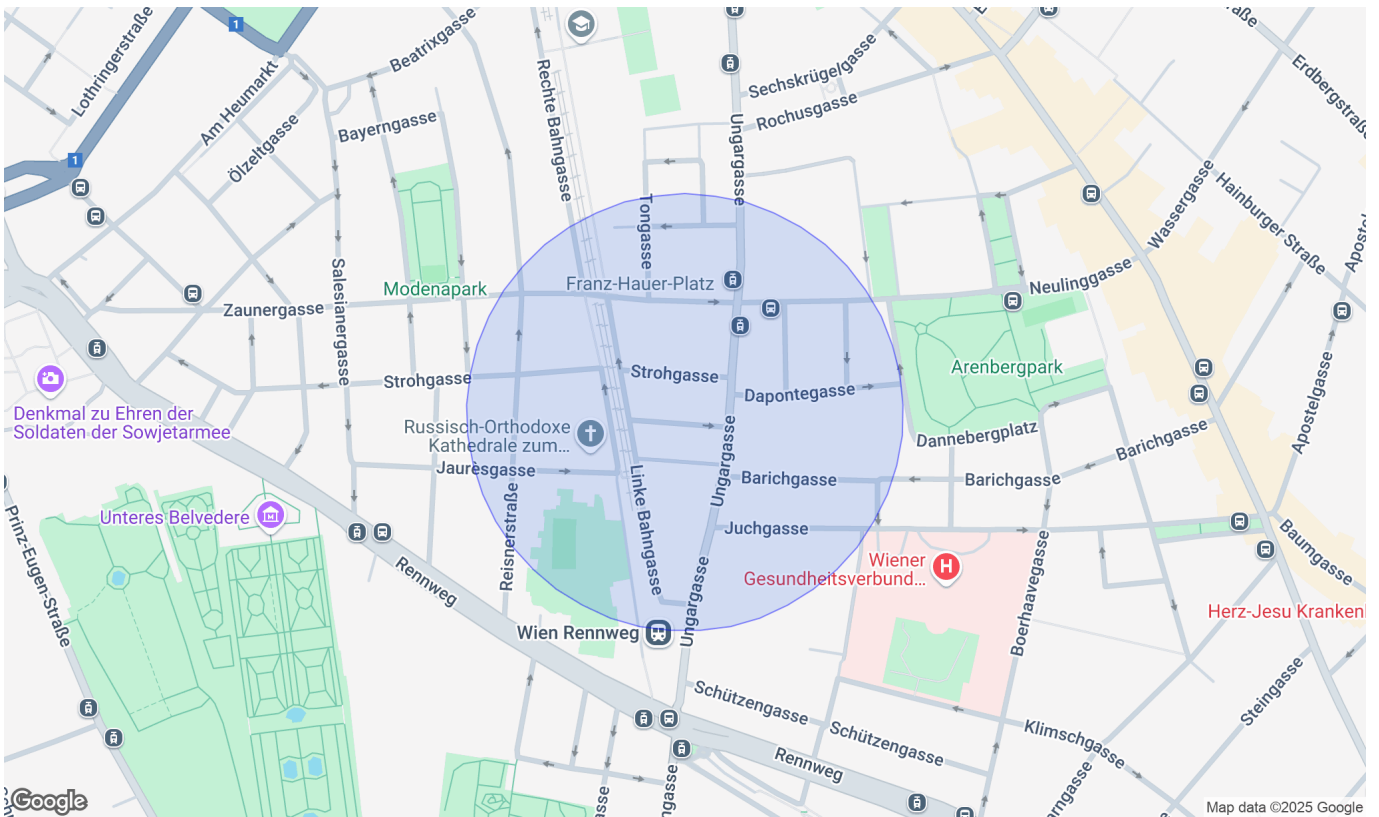 1
Lothringerstraße
Am Heumarkt
Beatrixgasse
Bayerngasse
Ölzeltgasse
Rechte Bahngasse
Ungargasse
Sechskrügelgasse
Rochusgasse
Erdbergstraße
Hainburger Straße
Wassergasse
1
Salesianergasse
Tongasse
Modenapark
Franz-Hauer-Platz
Neulinggasse
Zaunergasse
Strohgasse
Strohgasse
Dapontegasse
Arenbergpark
Apostelgasse
Denkmal zu Ehren der
Soldaten der Sowjetarmee
Russisch-Orthodoxe
Kathedrale zum...
Dannebergplatz
Barichgasse
Jauresgasse
Linke Bahngasse
Ungargasse
Barichgasse
Barichgasse
Unteres Belvedere
Reisnerstraße
Juchgasse
Baumgasse
Prinz-Eugen-Straße
Rennweg
Ungargasse
Wiener
Gesundheitsverbund...
H
Boerhaavegasse
Herz-Jesu Krankenl
Wien Rennweg
Schützengasse
Schützengasse
Klimschgasse
Steingasse
Rennweg
Google
Map data ©2025 Google